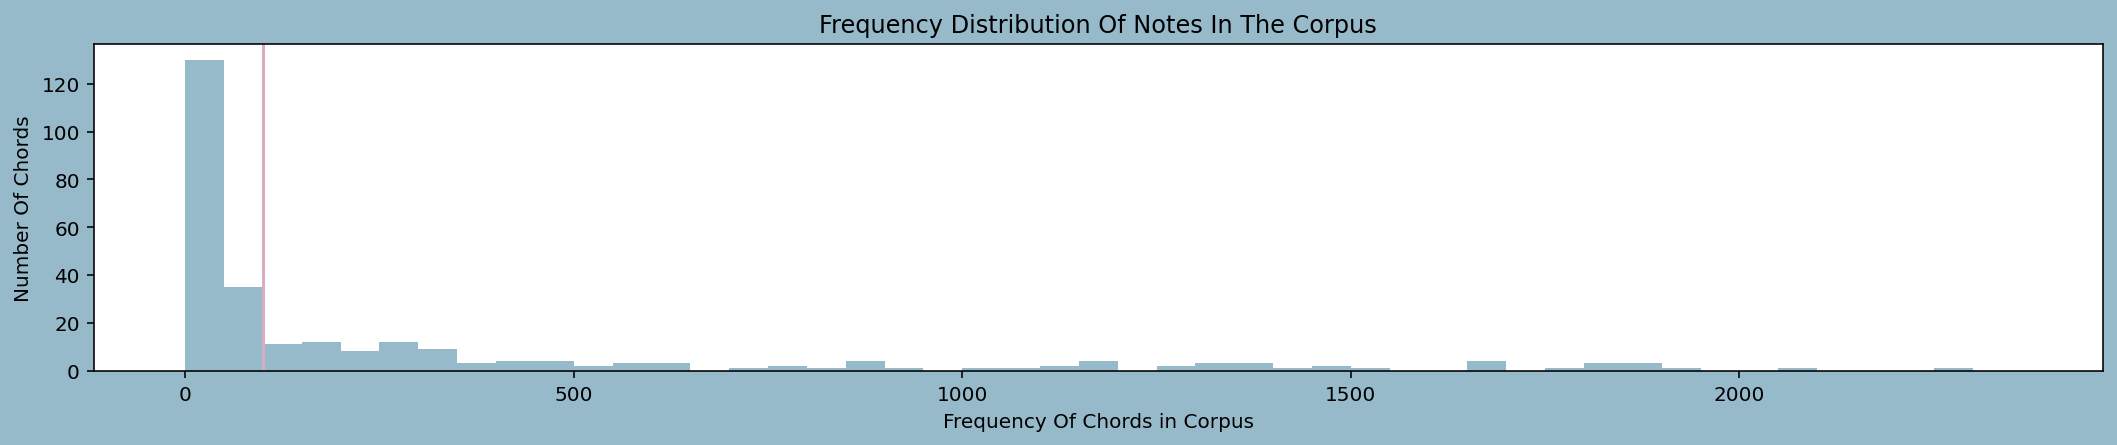 Frequency Distribution Of Notes In The Corpus
120
100
80
60
40
20
0
Number Of Chords
0 500 1000 1500 2000
Frequency Of Chords in Corpus